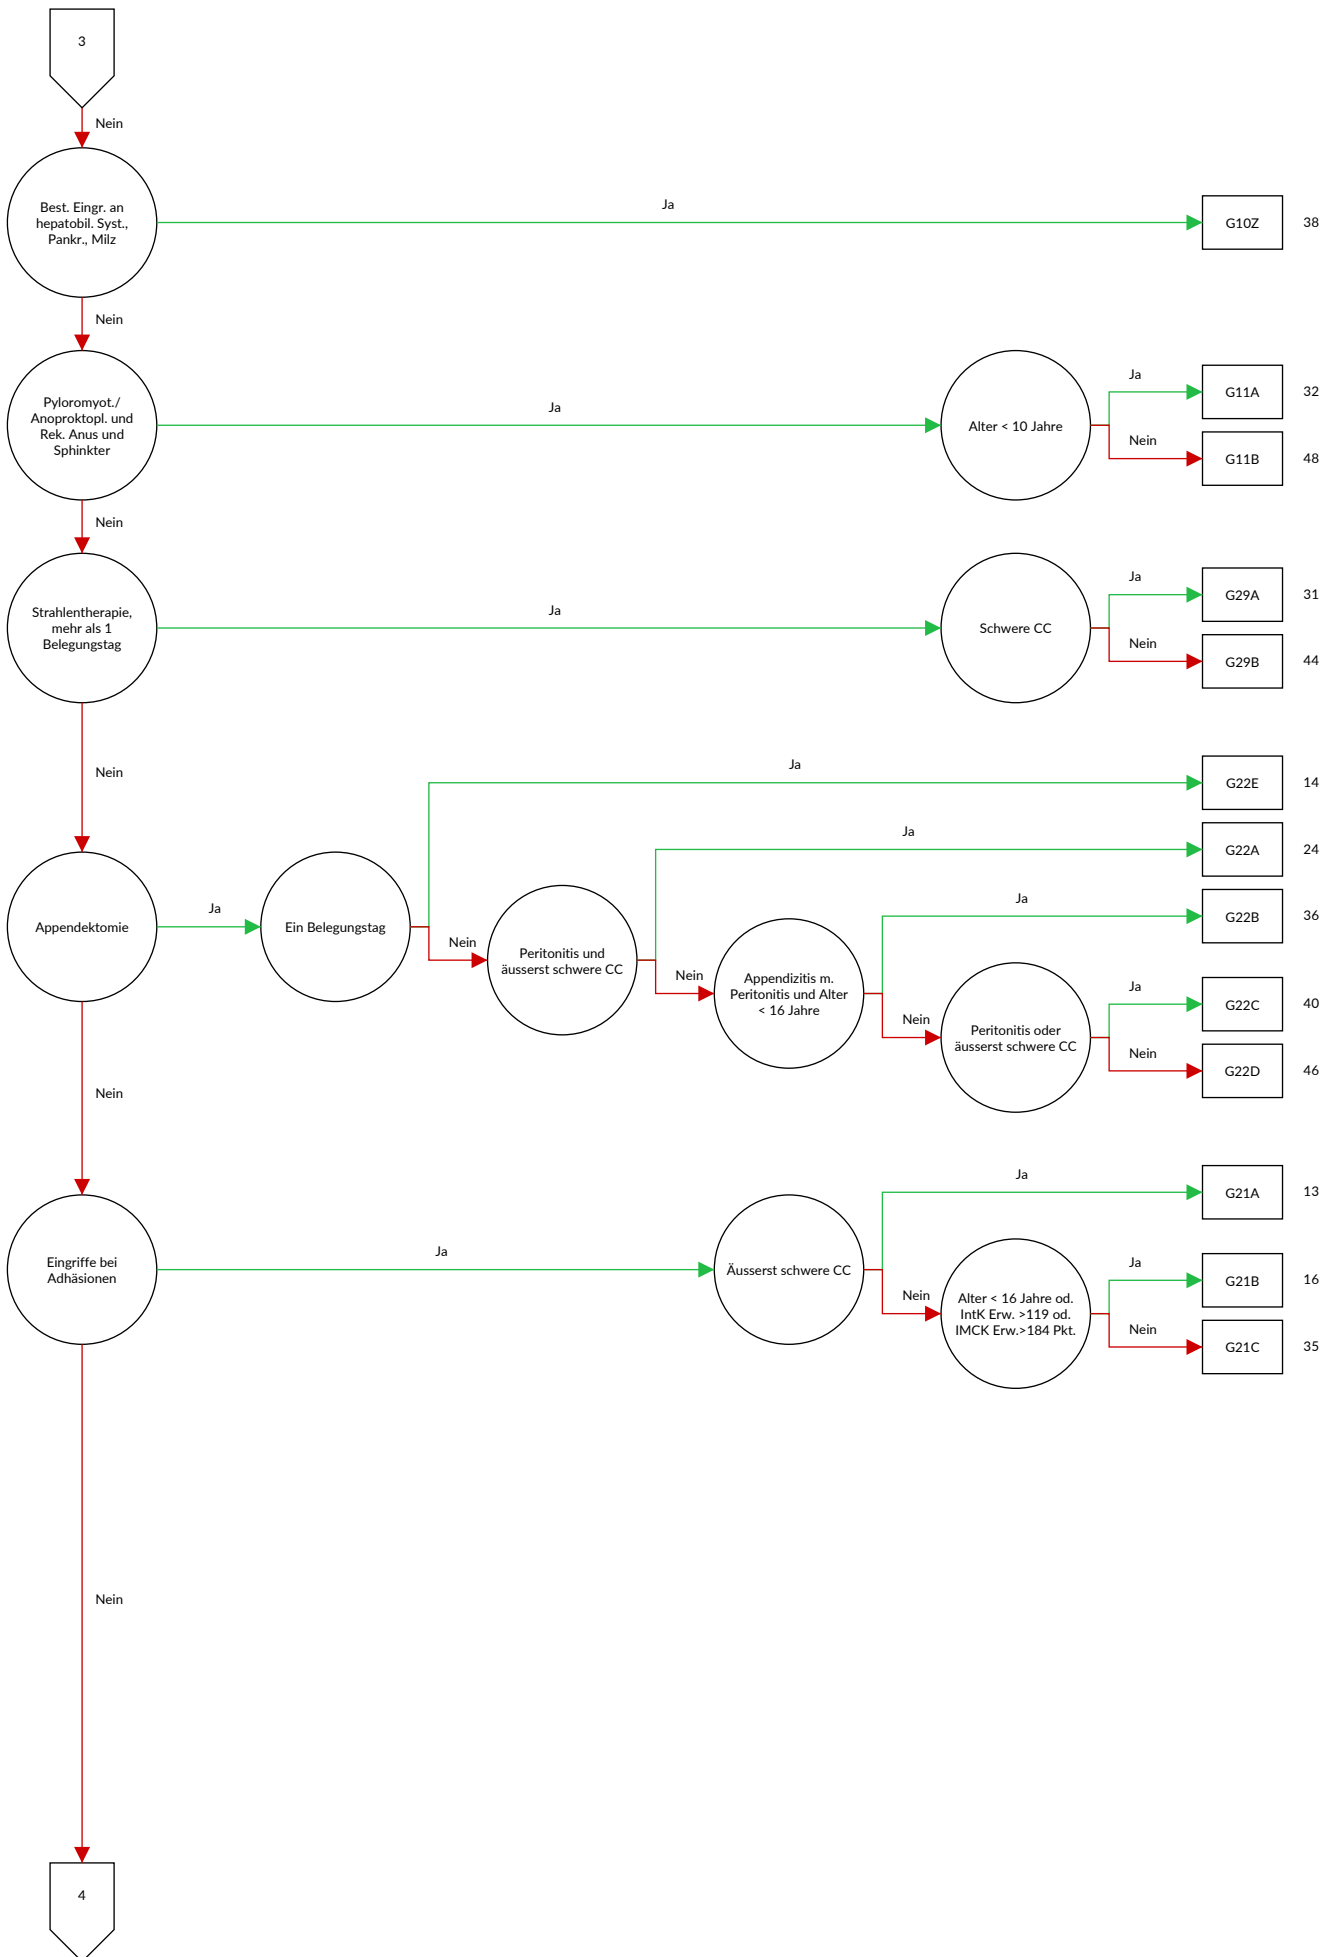 3
Nein
Best. Eingr. an
hepatobil. Syst.,
Pankr., Milz
Ja
G10Z
38
Nein
Pyloromyot./
Anoproktopl. und
Rek. Anus und
Sphinkter
Ja
Alter < 10 Jahre
Ja
G11A
32
Nein
G11B
48
Nein
Strahlentherapie,
mehr als 1
Belegungstag
Ja
Schwere CC
Ja
G29A
31
Nein
G29B
44
Nein
Appendektomie
Ja
Ein Belegungstag
Ja
G22E
14
Nein
Peritonitis und
äusserst schwere CC
Ja
G22A
24
Nein
Appendizitis m.
Peritonitis und Alter
< 16 Jahre
Ja
G22B
36
Nein
Peritonitis oder
äusserst schwere CC
Ja
G22C
40
Nein
G22D
46
Nein
Eingriffe bei
Adhäsionen
Ja
Äusserst schwere CC
Ja
G21A
13
Nein
Alter < 16 Jahre od.
IntK Erw. >119 od.
IMCK Erw.>184 Pkt.
Ja
G21B
16
Nein
G21C
35
Nein
4